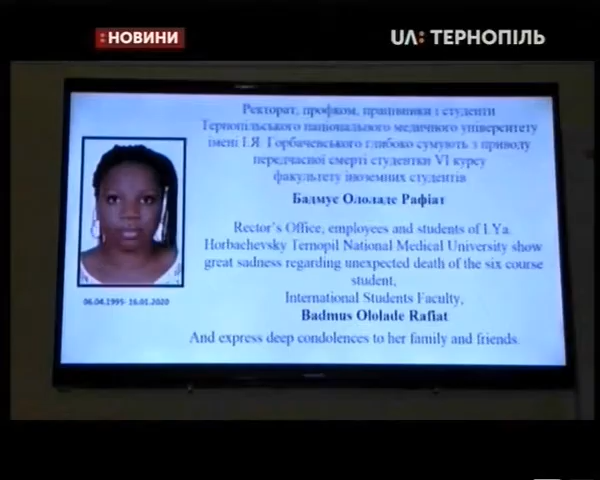 :НОВИНИ
UA: ТЕРНОПІЛЬ
Ректорат, профком, працівники і студенти
Тернопільського національного медичного університету
імені І.Я. Горбачевського глибоко сумують з приводу
передчасної смерті студентки VI курсу
факультету іноземних студентів
Бадмус Ололаде Рафіат
Rector's Office, employees and students of I.Ya.
Horbachevsky Ternopil National Medical University show
great sadness regarding unexpected death of the six course
student,
International Students Faculty,
Badmus Ololade Rafiat
And express deep condolences to her family and friends.
06.04.1995- 16.01.2020